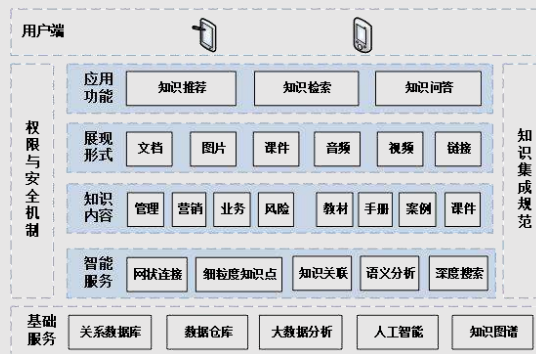 用户端
权限与安全机制
应用功能
知识推荐 知识检索 知识问答
展现形式
文档 图片 课件 音频 视频 链接
知识内容
管理 营销 业务 风险 教材 手册 案例 课件
智能服务
网状连接 细粒度知识点 知识关联 语义分析 深度搜索
知识集成规范
基础服务
关系数据库 数据仓库 大数据分析 人工智能 知识图谱